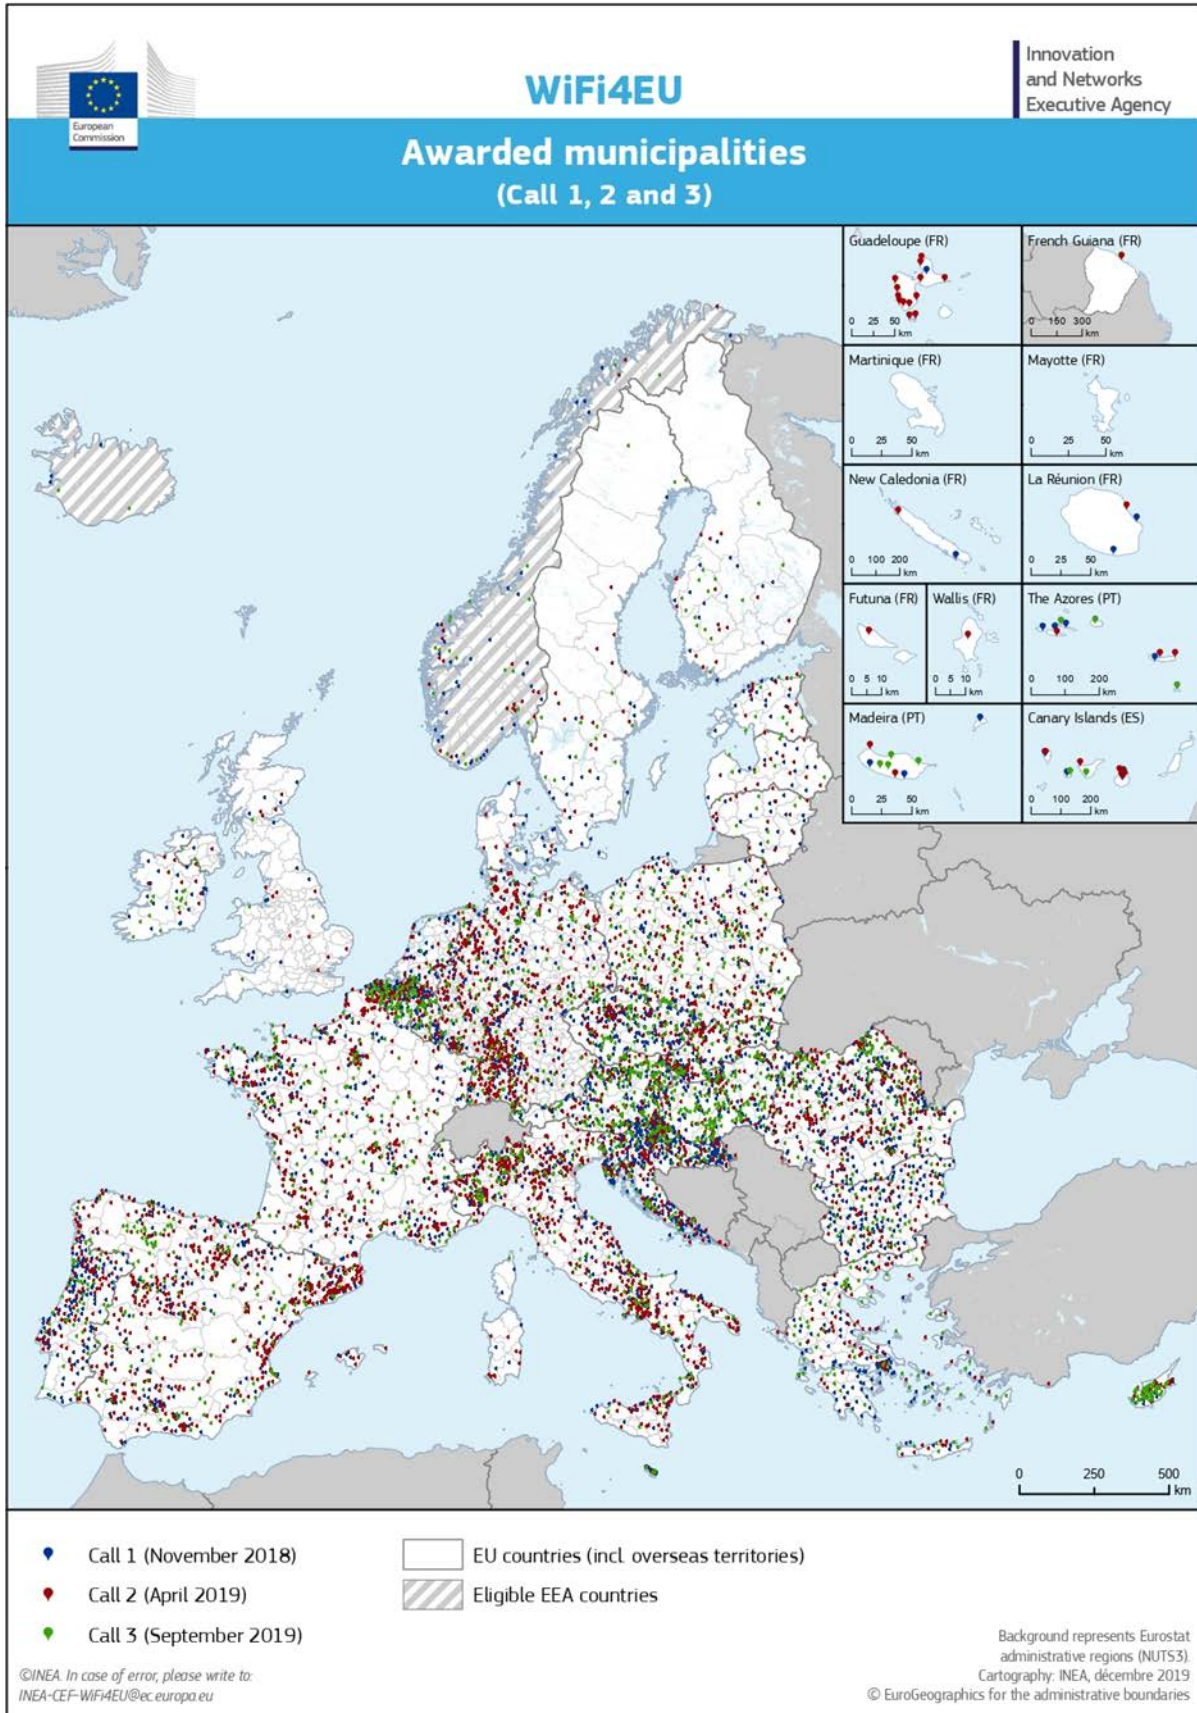 European
Commission
WiFi4EU
Innovation
and Networks
Executive Agency
Awarded municipalities
(Call 1, 2 and 3)
Guadeloupe (FR)
0 25 50
km
French Guiana (FR)
0 150 300
km
Martinique (FR)
0 25 50
km
Mayotte (FR)
0 25 50
km
New Caledonia (FR)
0 100 200
km
La Réunion (FR)
0 25 50
km
Futuna (FR)
0 5 10
km
Wallis (FR)
0 5 10
km
The Azores (PT)
0 100 200
km
Madeira (PT)
0 25 50
km
Canary Islands (ES)
0 100 200
km
0 250 500
km
Call 1 (November 2018)
Call 2 (April 2019)
Call 3 (September 2019)
EU countries (incl. overseas territories)
Eligible EEA countries
©INEA. In case of error, please write to:
INEA-CEF-WiFi4EU@ec.europa.eu
Background represents Eurostat
administrative regions (NUTS3).
Cartography: INEA, décembre 2019
© EuroGeographics for the administrative boundaries